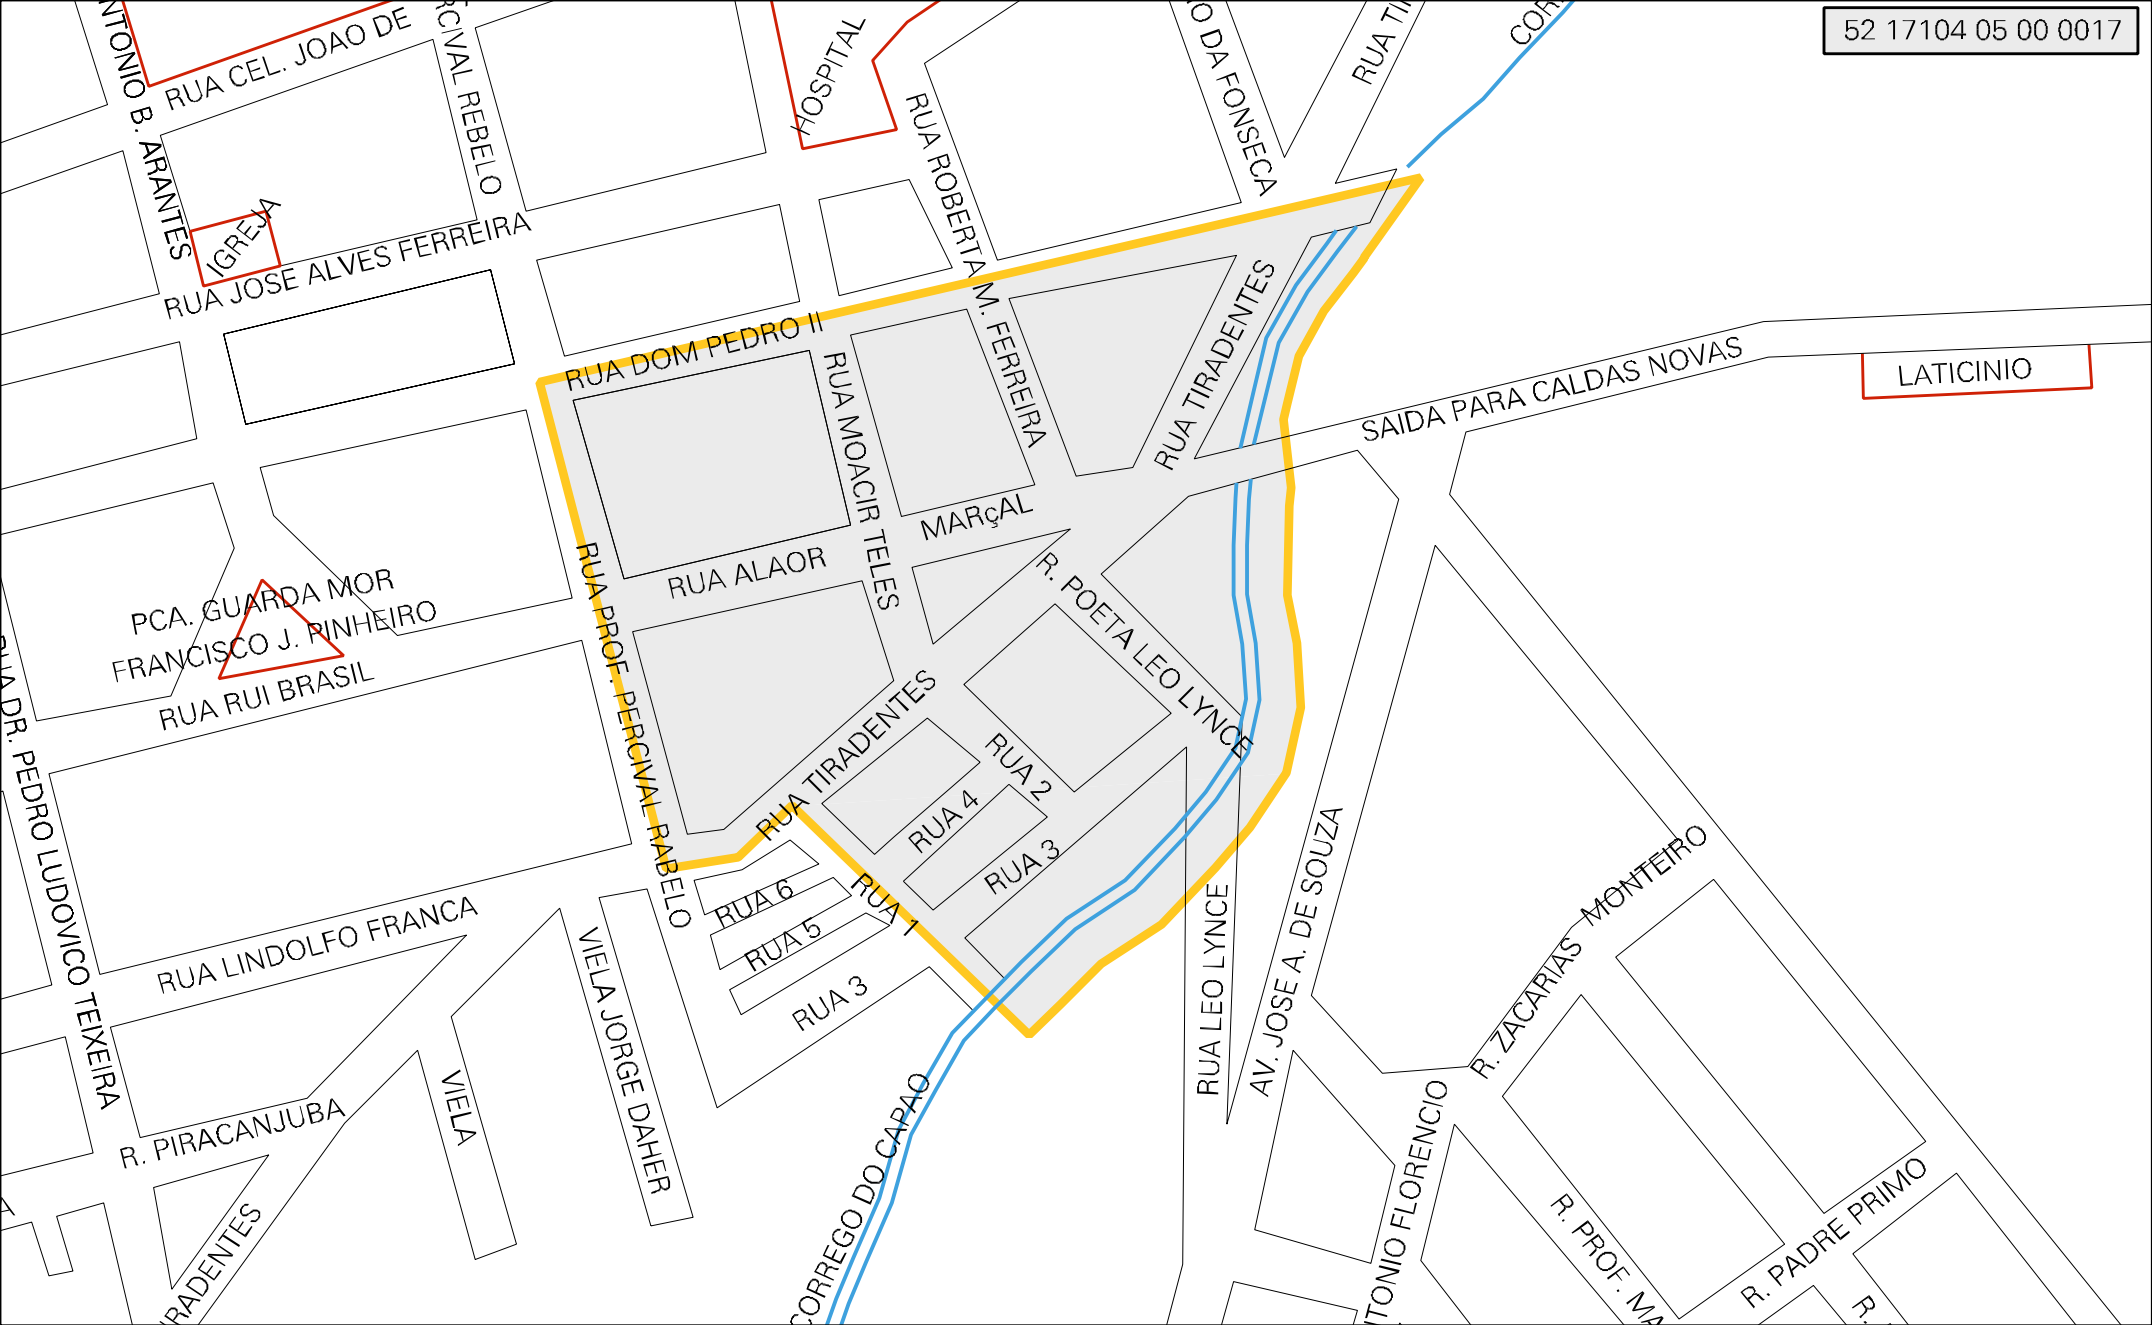 52 17104 05 00 0017
RUA CEL. JOAO DE
NTONIO B. ARANTES
RCIVAL REBELO
HOSPITAL
RUA ROBERTA M. FERREIRA
IO DA FONSECA
RUA TI
COR
IGREJA
RUA JOSE ALVES FERREIRA
RUA DOM PEDRO II
RUA MOACIR TELES
RUA TIRADENTES
SAIDA PARA CALDAS NOVAS
LATICINIO
MARçAL
RUA ALAOR
R. POETA LEO LYNCE
PCA. GUARDA MOR
FRANCISCO J. PINHEIRO
RUA RUI BRASIL
RUA PROF. PERCIVAL RABELO
RUA DR. PEDRO LUDOVICO TEIXEIRA
RUA TIRADENTES
RUA 2
RUA 4
RUA 3
RUA 1
RUA 6
RUA 5
RUA 3
RUA LINDOLFO FRANCA
VIELA JORGE DAHER
VIELA
R. PIRACANJUBA
IRADENTES
A
CORREGO DO CAPAO
RUA LEO LYNCE
AV. JOSE A. DE SOUZA
R. ZACARIAS MONTEIRO
NTONIO FLORENCIO
R. PROF. MA
R. PADRE PRIMO
R.